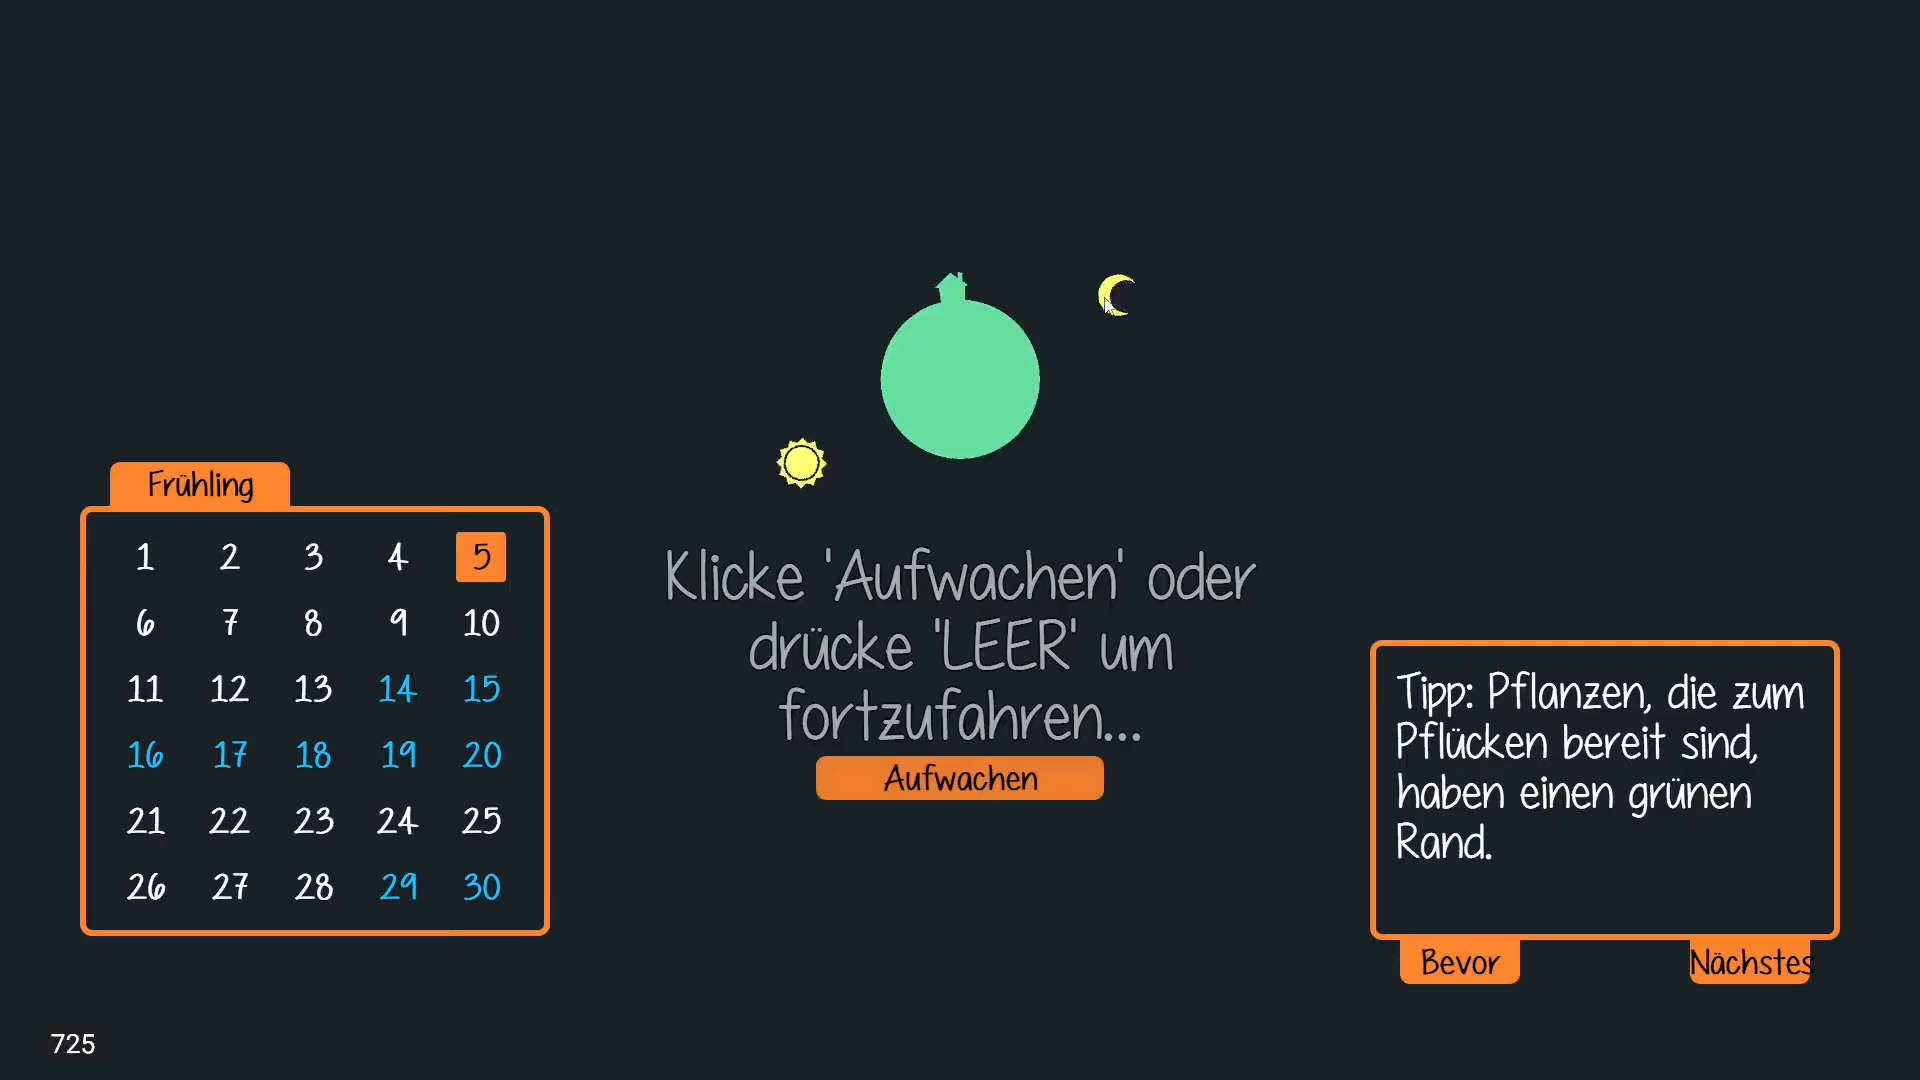 Frühling
1 2 3 4 5
6 7 8 9 10
11 12 13 14 15
16 17 18 19 20
21 22 23 24 25
26 27 28 29 30
Klicke 'Aufwachen' oder
drücke 'LEER' um
fortzufahren...
Aufwachen
Tipp: Pflanzen, die zum
Pflücken bereit sind,
haben einen grünen
Rand.
Bevor
Nächstes
725